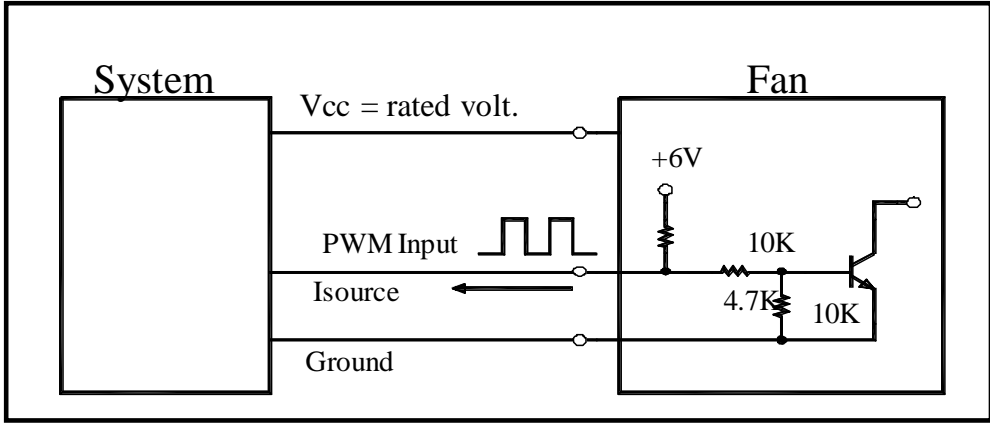 System
Fan
Vcc = rated volt.
+6V
PWM Input
10K
Isource
4.7K
10K
Ground